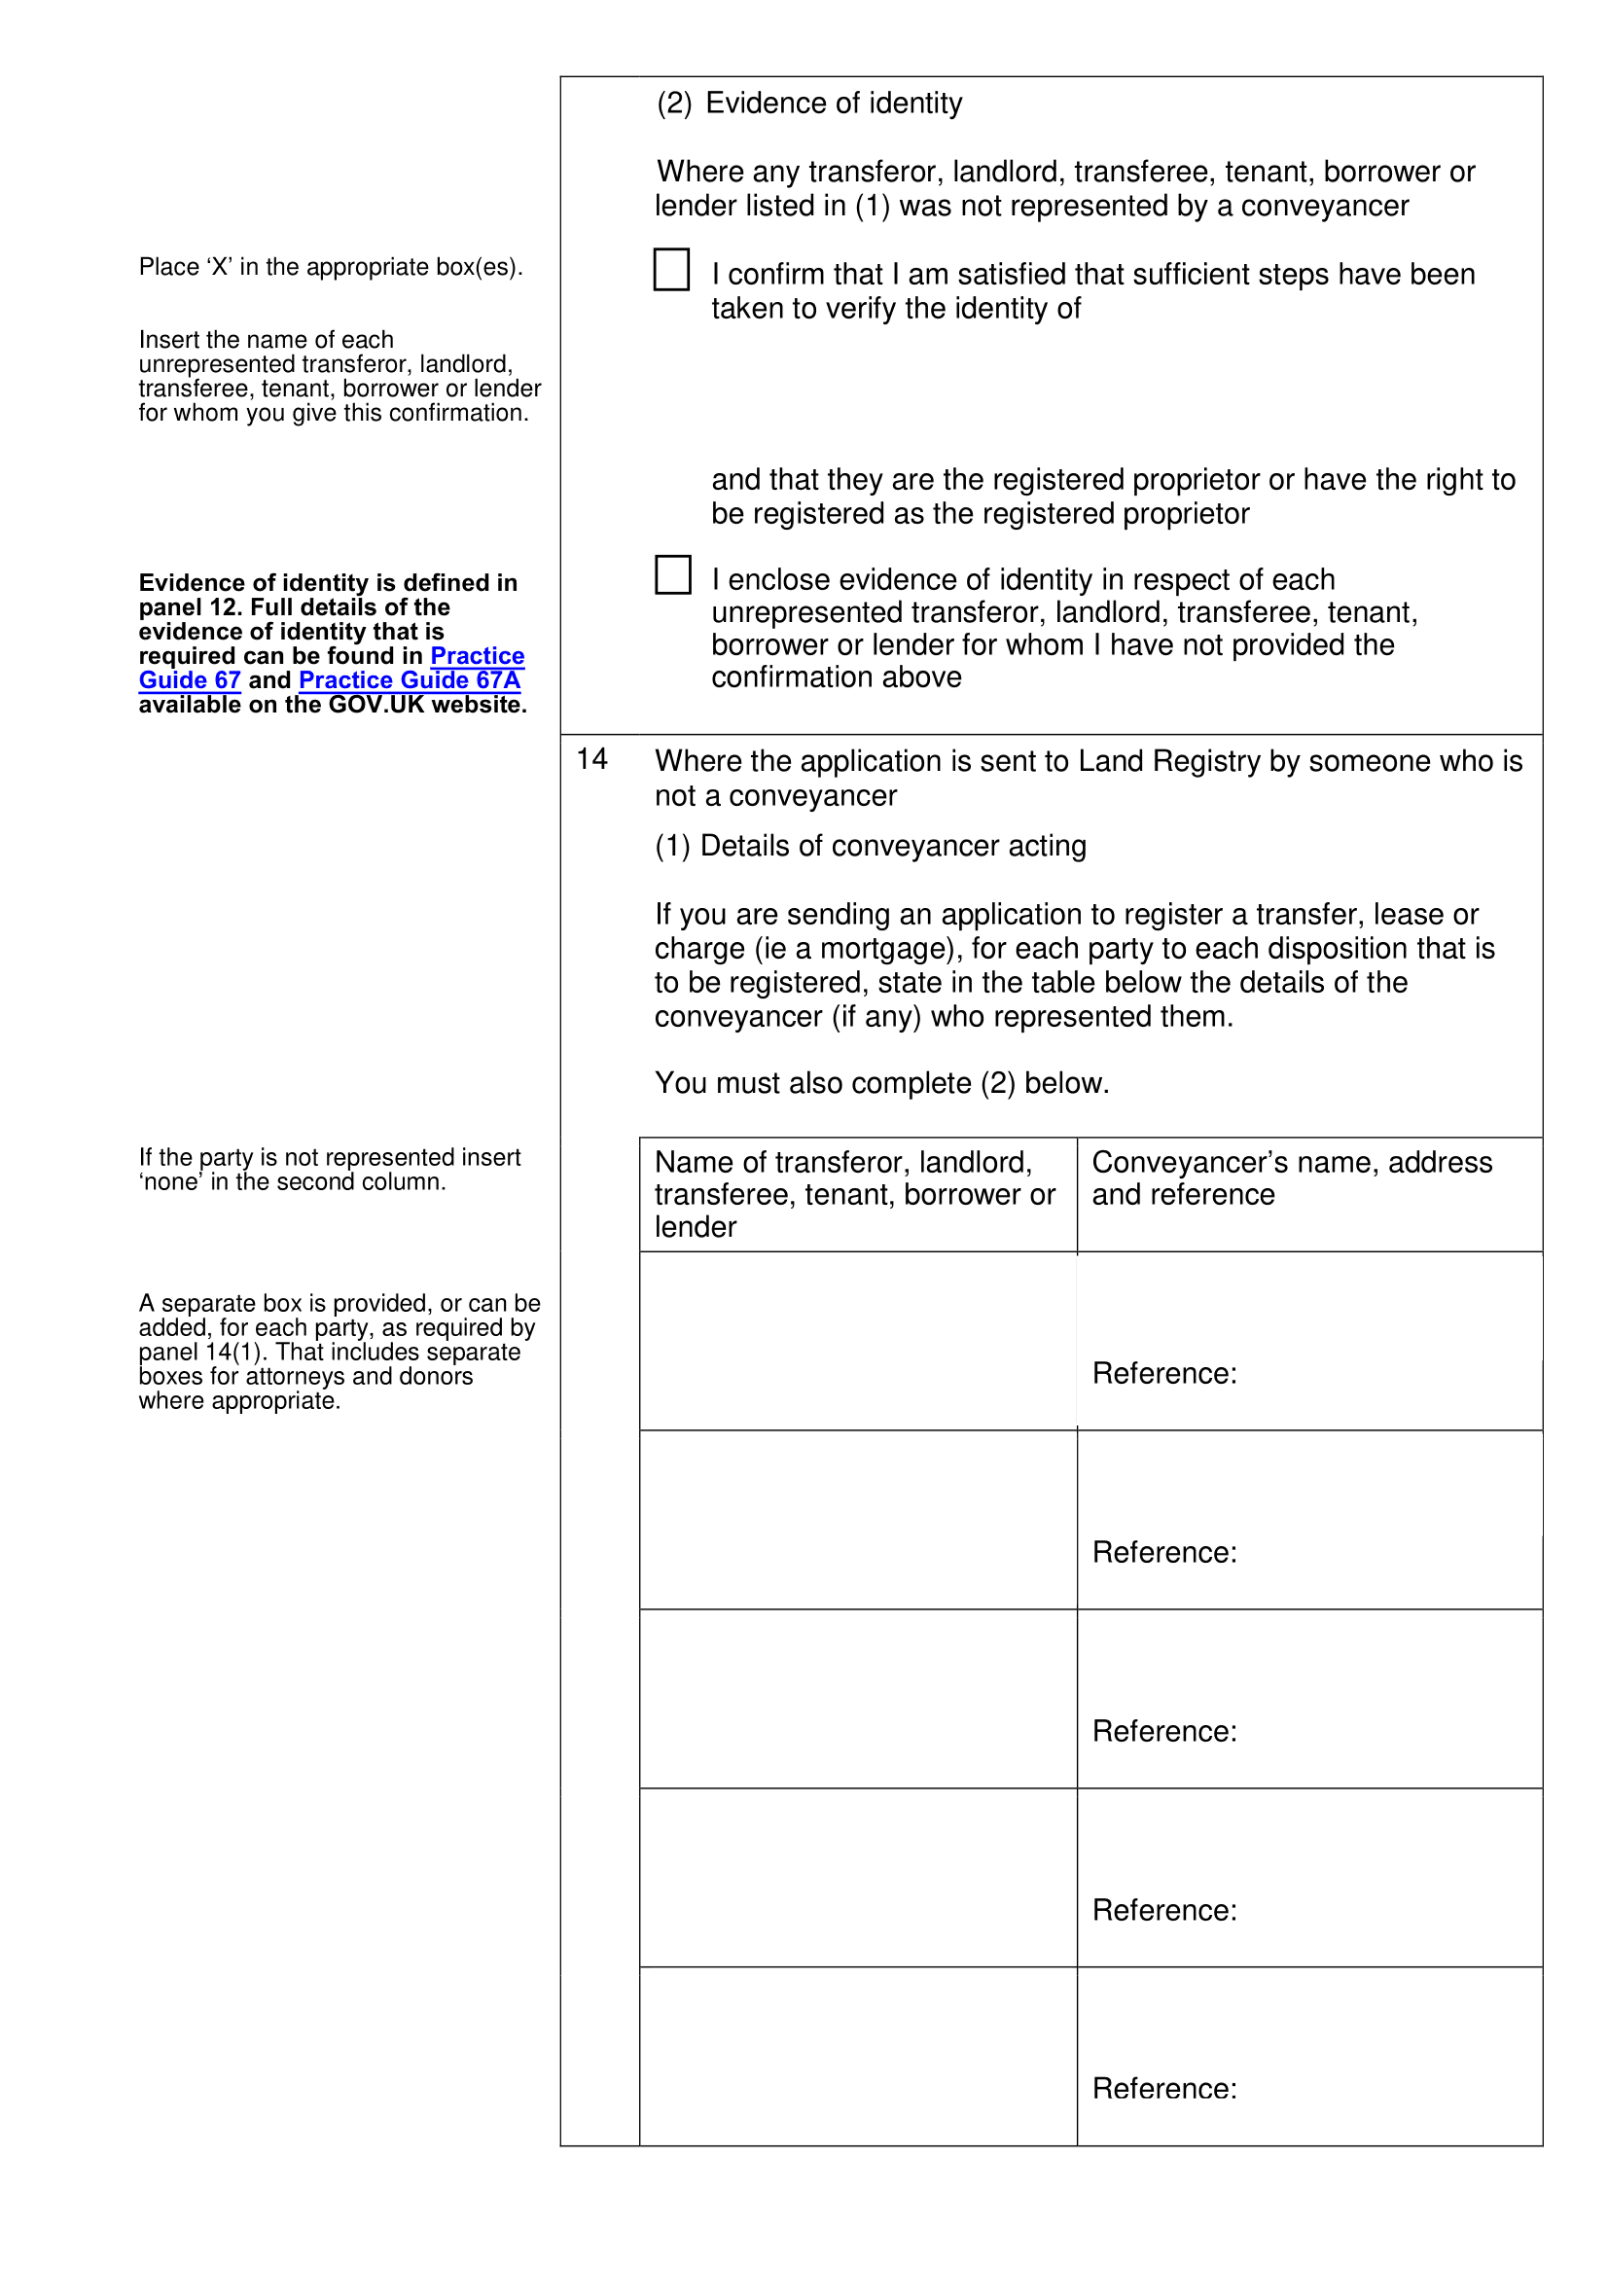 (2) Evidence of identity
Where any transferor, landlord, transferee, tenant, borrower or
lender listed in (1) was not represented by a conveyancer
Place ‘X’ in the appropriate box(es).
I confirm that I am satisfied that sufficient steps have been
taken to verify the identity of
Insert the name of each
unrepresented transferor, landlord,
transferee, tenant, borrower or lender
for whom you give this confirmation.
and that they are the registered proprietor or have the right to
be registered as the registered proprietor
Evidence of identity is defined in
panel 12. Full details of the
evidence of identity that is
required can be found in Practice
Guide 67 and Practice Guide 67A
available on the GOV.UK website.
I enclose evidence of identity in respect of each
unrepresented transferor, landlord, transferee, tenant,
borrower or lender for whom I have not provided the
confirmation above
14
Where the application is sent to Land Registry by someone who is
not a conveyancer
(1) Details of conveyancer acting
If you are sending an application to register a transfer, lease or
charge (ie a mortgage), for each party to each disposition that is
to be registered, state in the table below the details of the
conveyancer (if any) who represented them.
You must also complete (2) below.
If the party is not represented insert
‘none’ in the second column.
Name of transferor, landlord,
transferee, tenant, borrower or
lender
Conveyancer’s name, address
and reference
A separate box is provided, or can be
added, for each party, as required by
panel 14(1). That includes separate
boxes for attorneys and donors
where appropriate.
Reference:
Reference:
Reference:
Reference:
Reference: